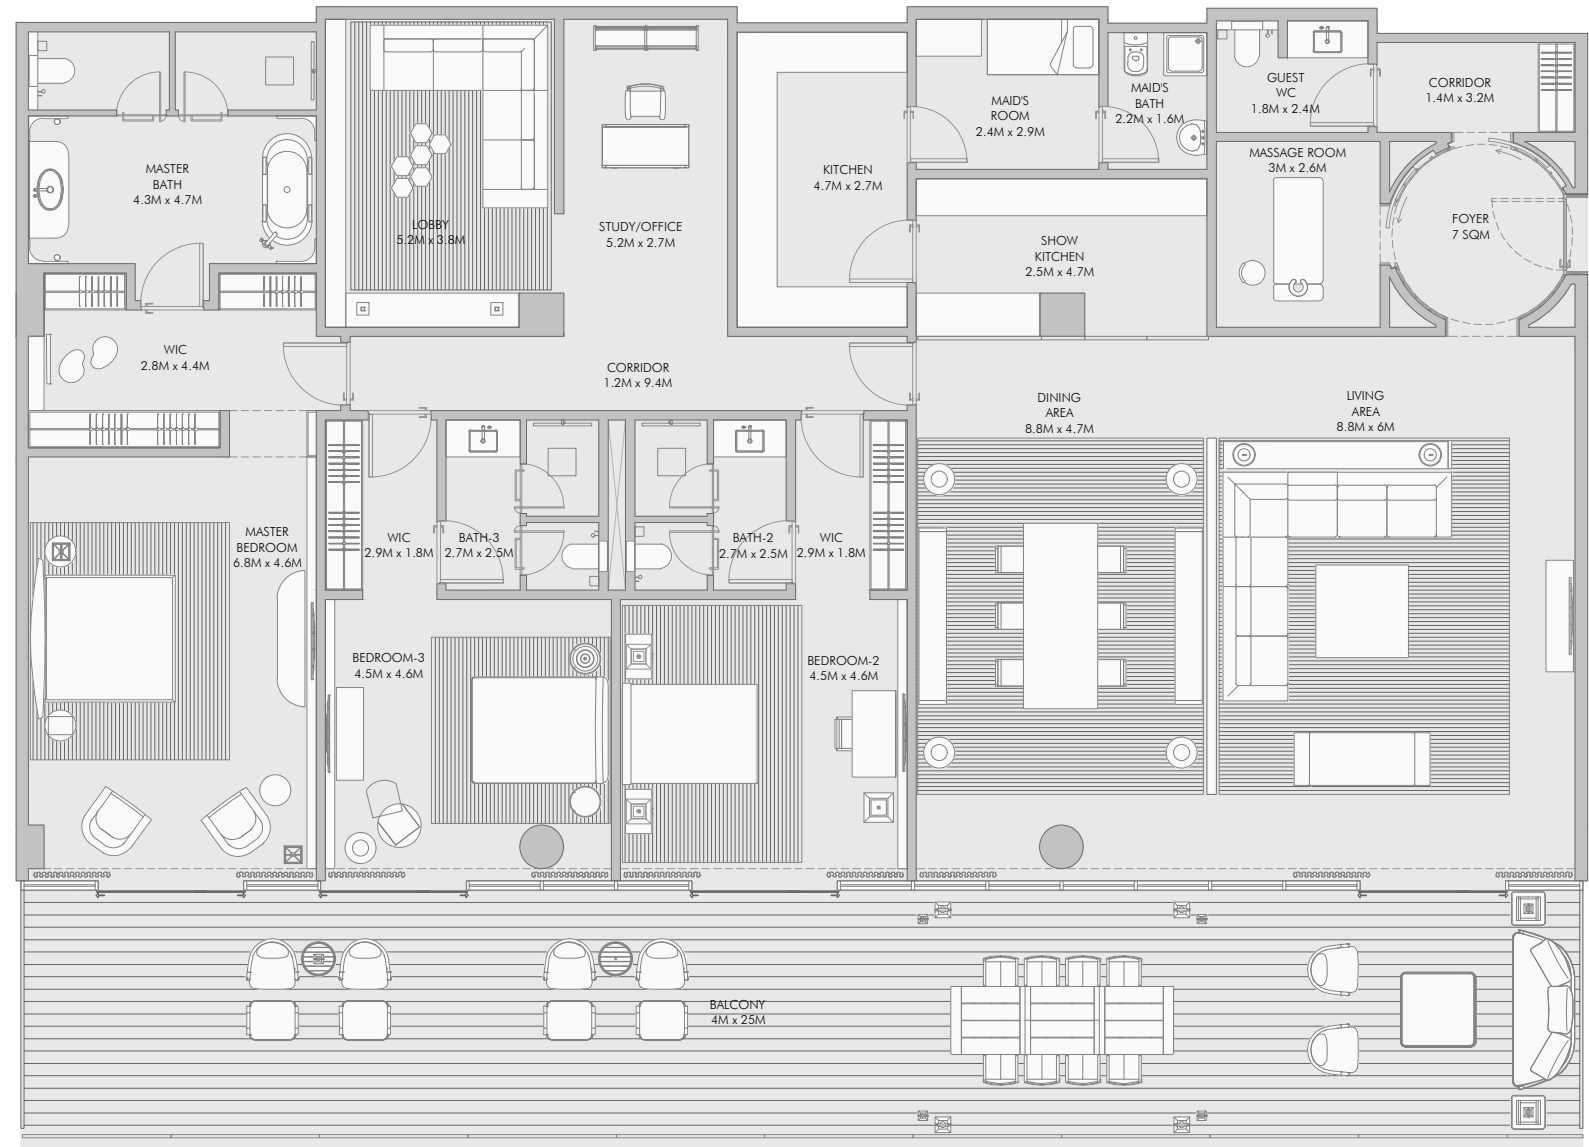 GUEST
WC
1.8M x 2.4M
CORRIDOR
1.4M x 3.2M
MAID'S
ROOM
2.4M x 2.9M
MAID'S
BATH
2.2M x 1.6M
MASSAGE ROOM
3M x 2.6M
MASTER
BATH
4.3M x 4.7M
KITCHEN
4.7M x 2.7M
LOBBY
5.2M x 3.8M
STUDY/OFFICE
5.2M x 2.7M
SHOW
KITCHEN
2.5M x 4.7M
FOYER
7 SQM
WIC
2.8M x 4.4M
CORRIDOR
1.2M x 9.4M
DINING
AREA
8.8M x 4.7M
LIVING
AREA
8.8M x 6M
MASTER
BEDROOM
6.8M x 4.6M
WIC
2.9M x 1.8M
BATH-3
2.7M x 2.5M
BATH-2
2.7M x 2.5M
WIC
2.9M x 1.8M
BEDROOM-3
4.5M x 4.6M
BEDROOM-2
4.5M x 4.6M
BALCONY
4M x 25M